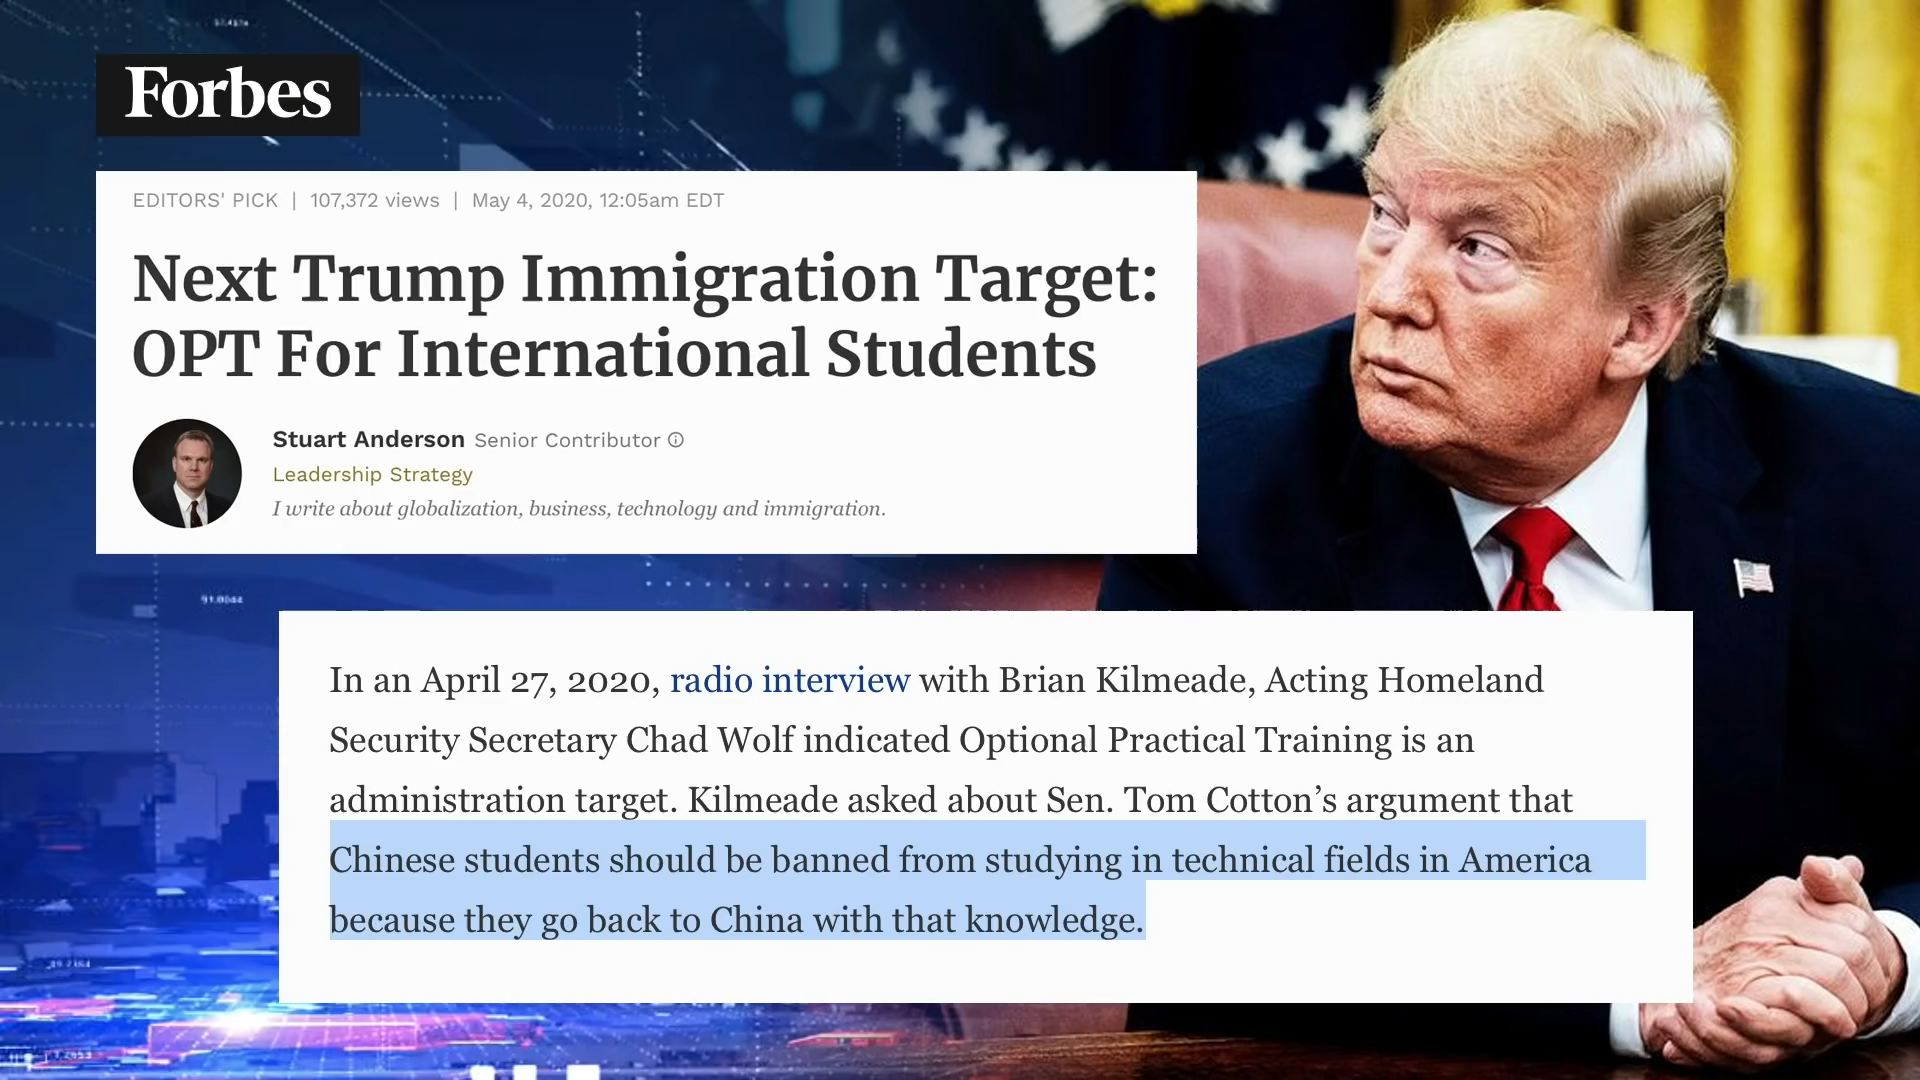 57.457n
Forbes
EDITORS' PICK | 107,372 views | May 4, 2020, 12:05am EDT
Next Trump Immigration Target:
OPT For International Students
Stuart Anderson Senior Contributor
Leadership Strategy
I write about globalization, business, technology and immigration.
91.8044
In an April 27, 2020, radio interview with Brian Kilmeade, Acting Homeland
Security Secretary Chad Wolf indicated Optional Practical Training is an
administration target. Kilmeade asked about Sen. Tom Cotton’s argument that
Chinese students should be banned from studying in technical fields in America
because they go back to China with that knowledge.